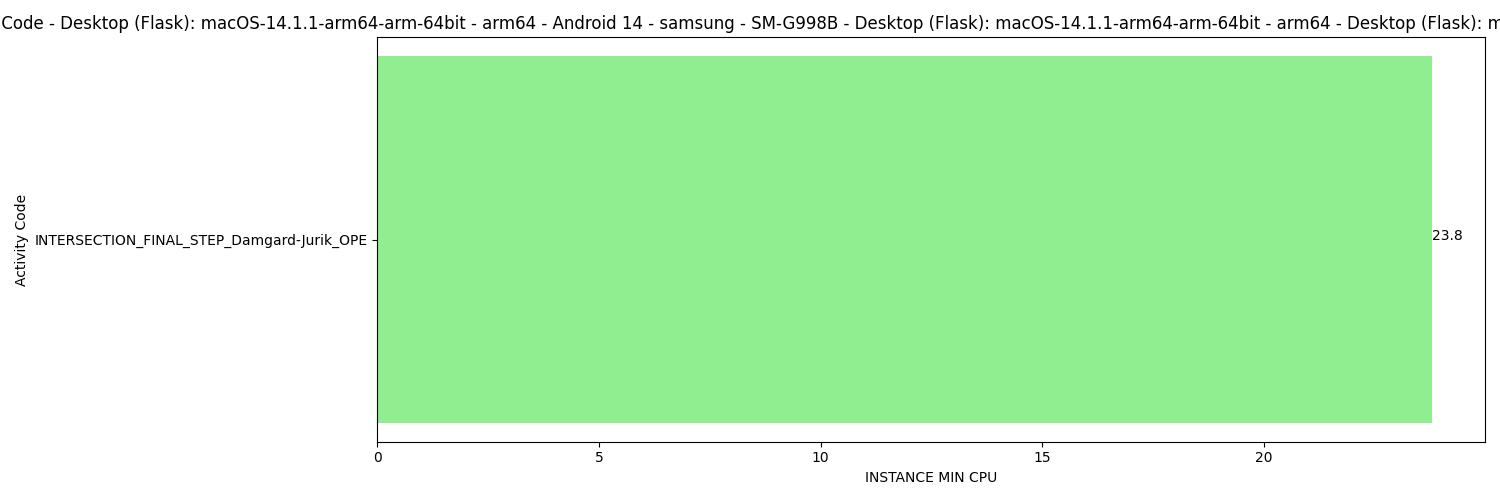 Code - Desktop (Flask): macOS-14.1.1-arm64-arm-64bit - arm64 - Android 14 - samsung - SM-G998B - Desktop (Flask): macOS-14.1.1-arm64-arm-64bit - arm64 - Desktop (Flask):
Activity Code
INTERSECTION_FINAL_STEP_Damgard-Jurik_OPE
23.8
0 5 10 15 20
INSTANCE MIN CPU